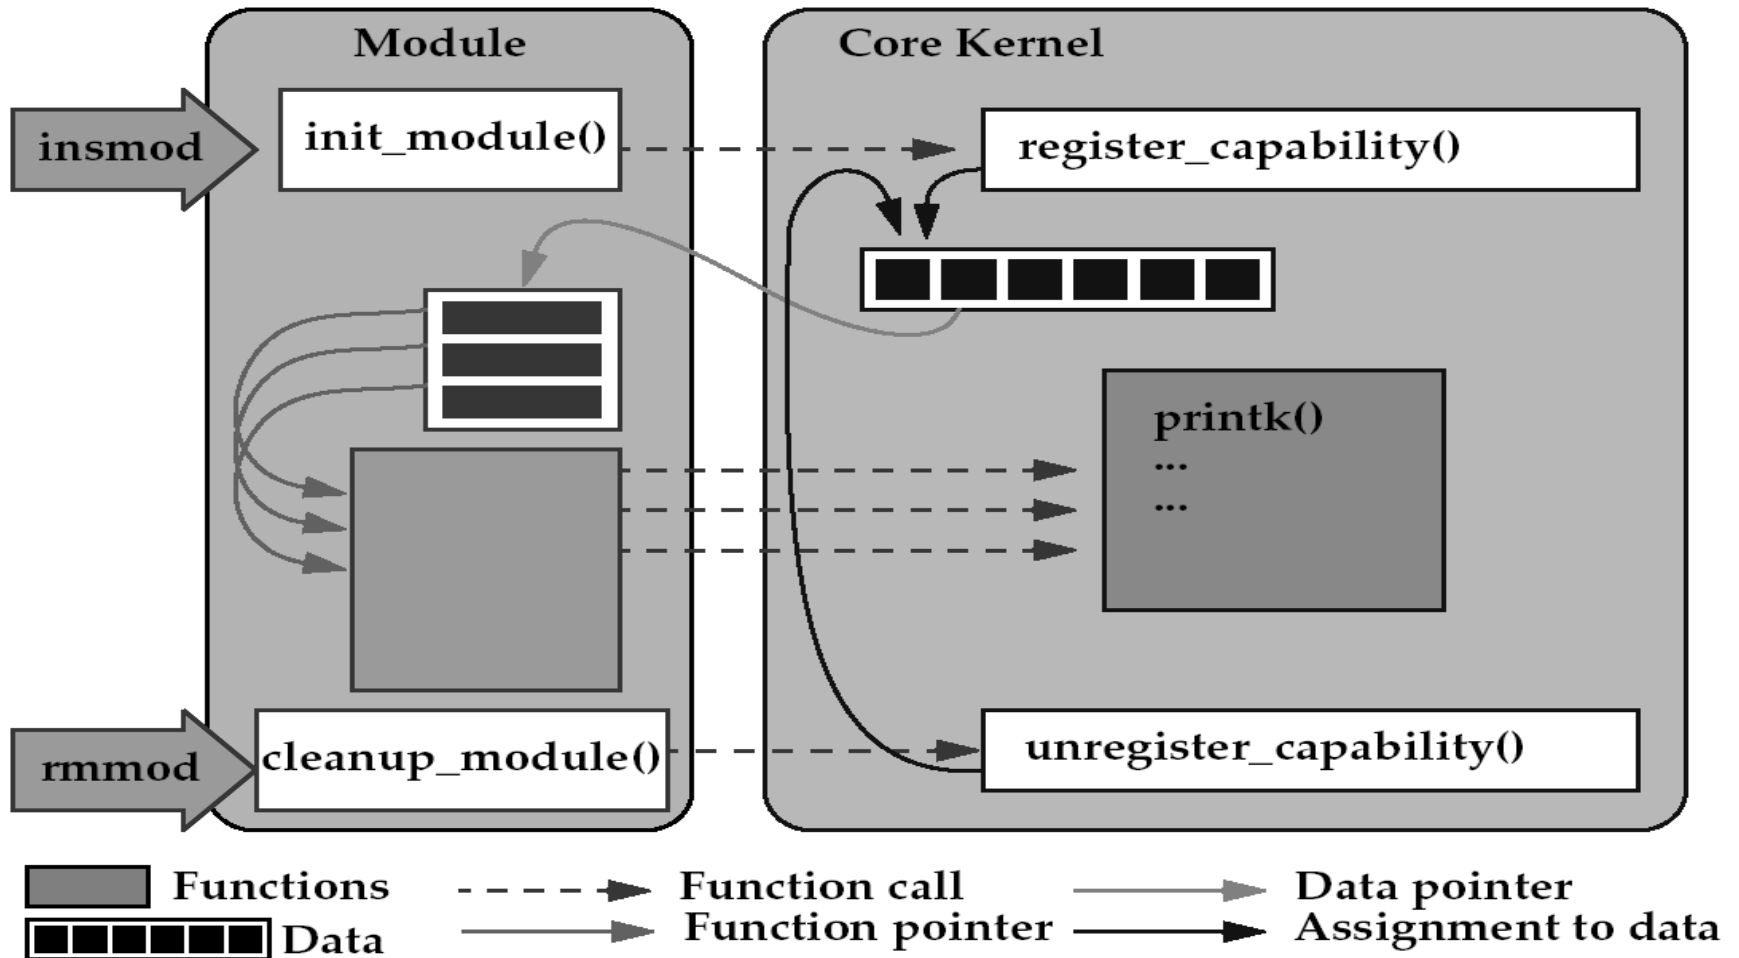 Module
Core Kernel
insmod
init_module()
register_capability()
printk()
...
...
rmmod
cleanup_module()
unregister_capability()
Functions
Function call
Data pointer
Data
Function pointer
Assignment to data